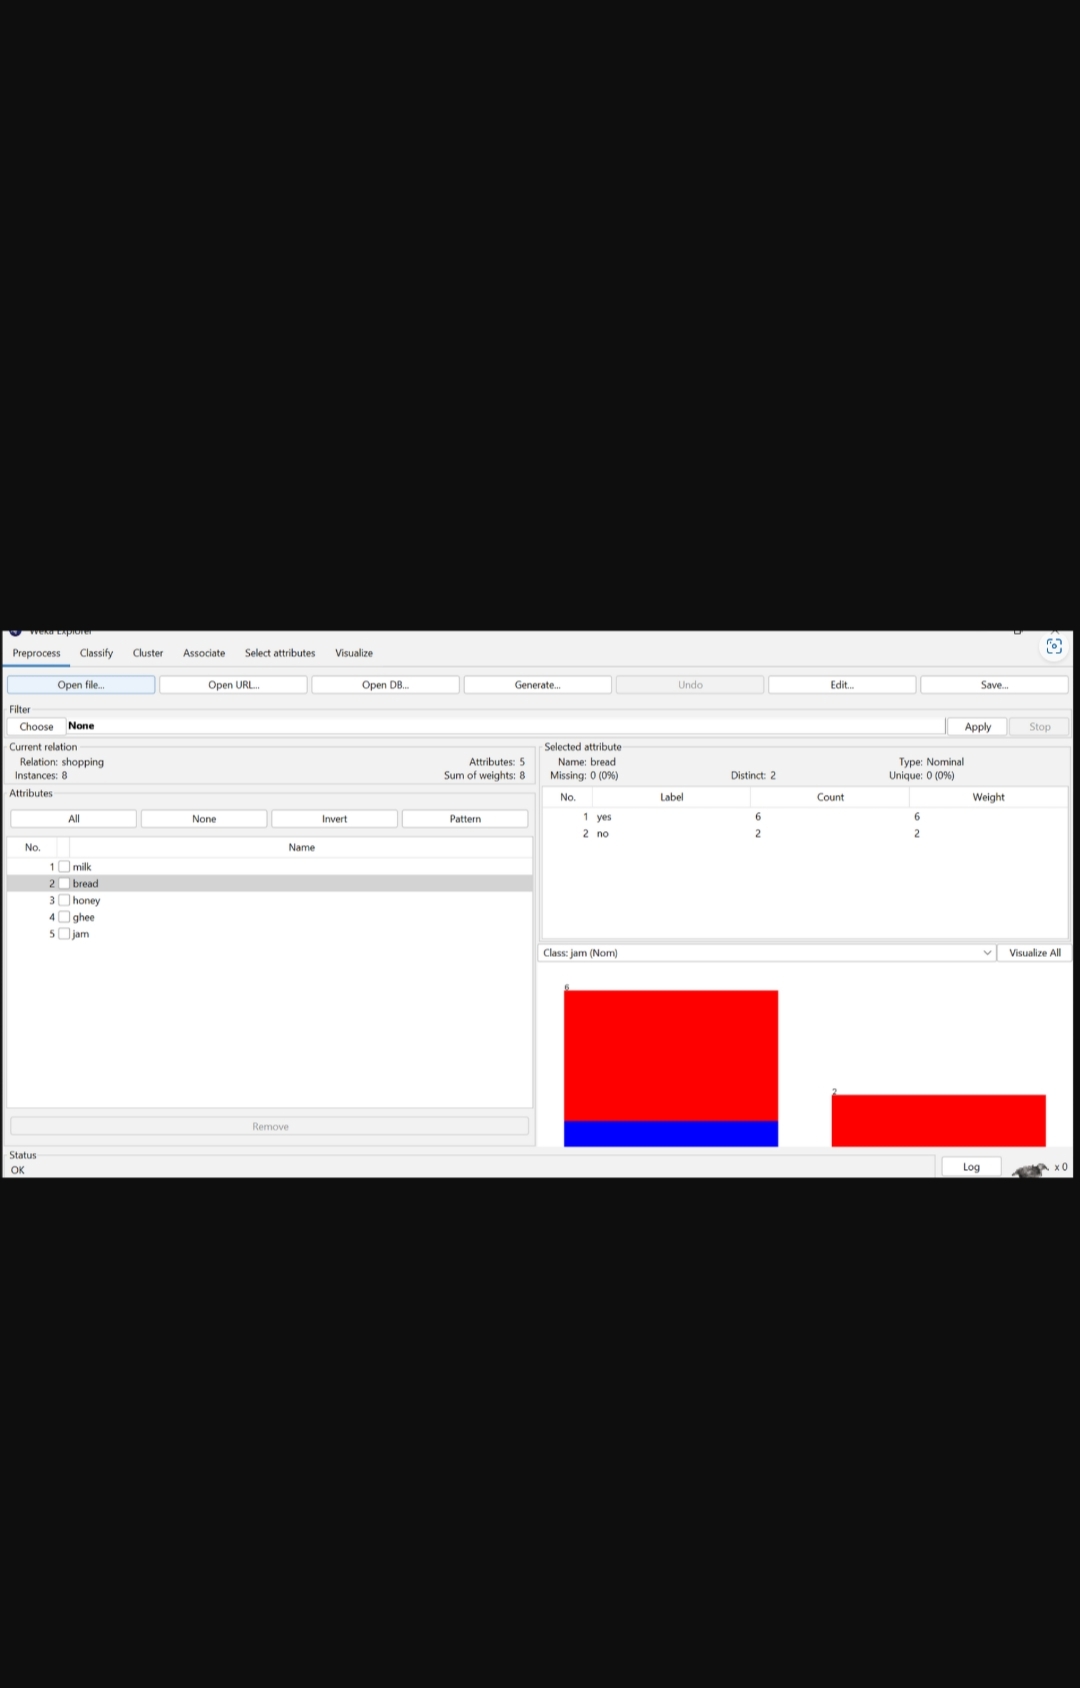 Weka Explorer
Preprocess Classify Cluster Associate Select attributes Visualize
Open file... Open URL... Open DB... Generate... Undo Edit... Save...
Filter
Choose None Apply Stop
Current relation
Relation: shopping Attributes: 5
Instances: 8 Sum of weights: 8
Attributes
All None Invert Pattern
No. Name
1 milk
2 bread
3 honey
4 ghee
5 jam
Remove
Selected attribute
Name: bread Type: Nominal
Missing: 0 (0%) Distinct: 2 Unique: 0 (0%)
No. Label Count Weight
1 yes 6 6
2 no 2 2
Class: jam (Nom) Visualize All
6
2
Status
OK Log x 0